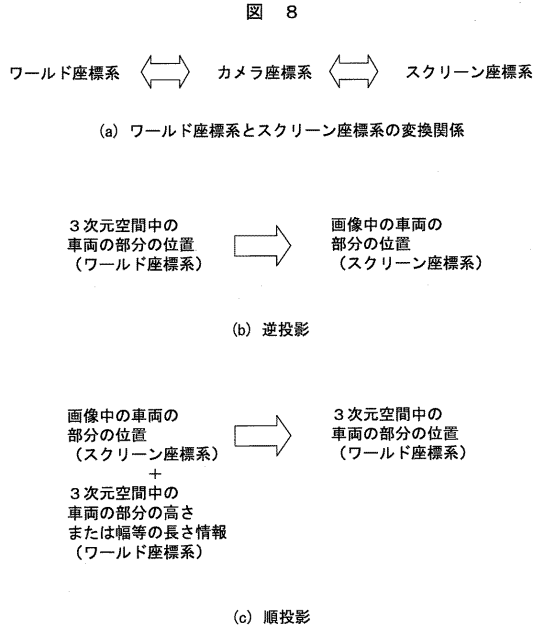 図 8
ワールド座標系 カメラ座標系 スクリーン座標系
(a) ワールド座標系とスクリーン座標系の変換関係
3次元空間中の
車両の部分の位置
(ワールド座標系)
画像中の車両の
部分の位置
(スクリーン座標系)
(b) 逆投影
画像中の車両の
部分の位置
(スクリーン座標系)
+
3次元空間中の
車両の部分の高さ
または幅等の長さ情報
(ワールド座標系)
3次元空間中の
車両の部分の位置
(ワールド座標系)
(c) 順投影